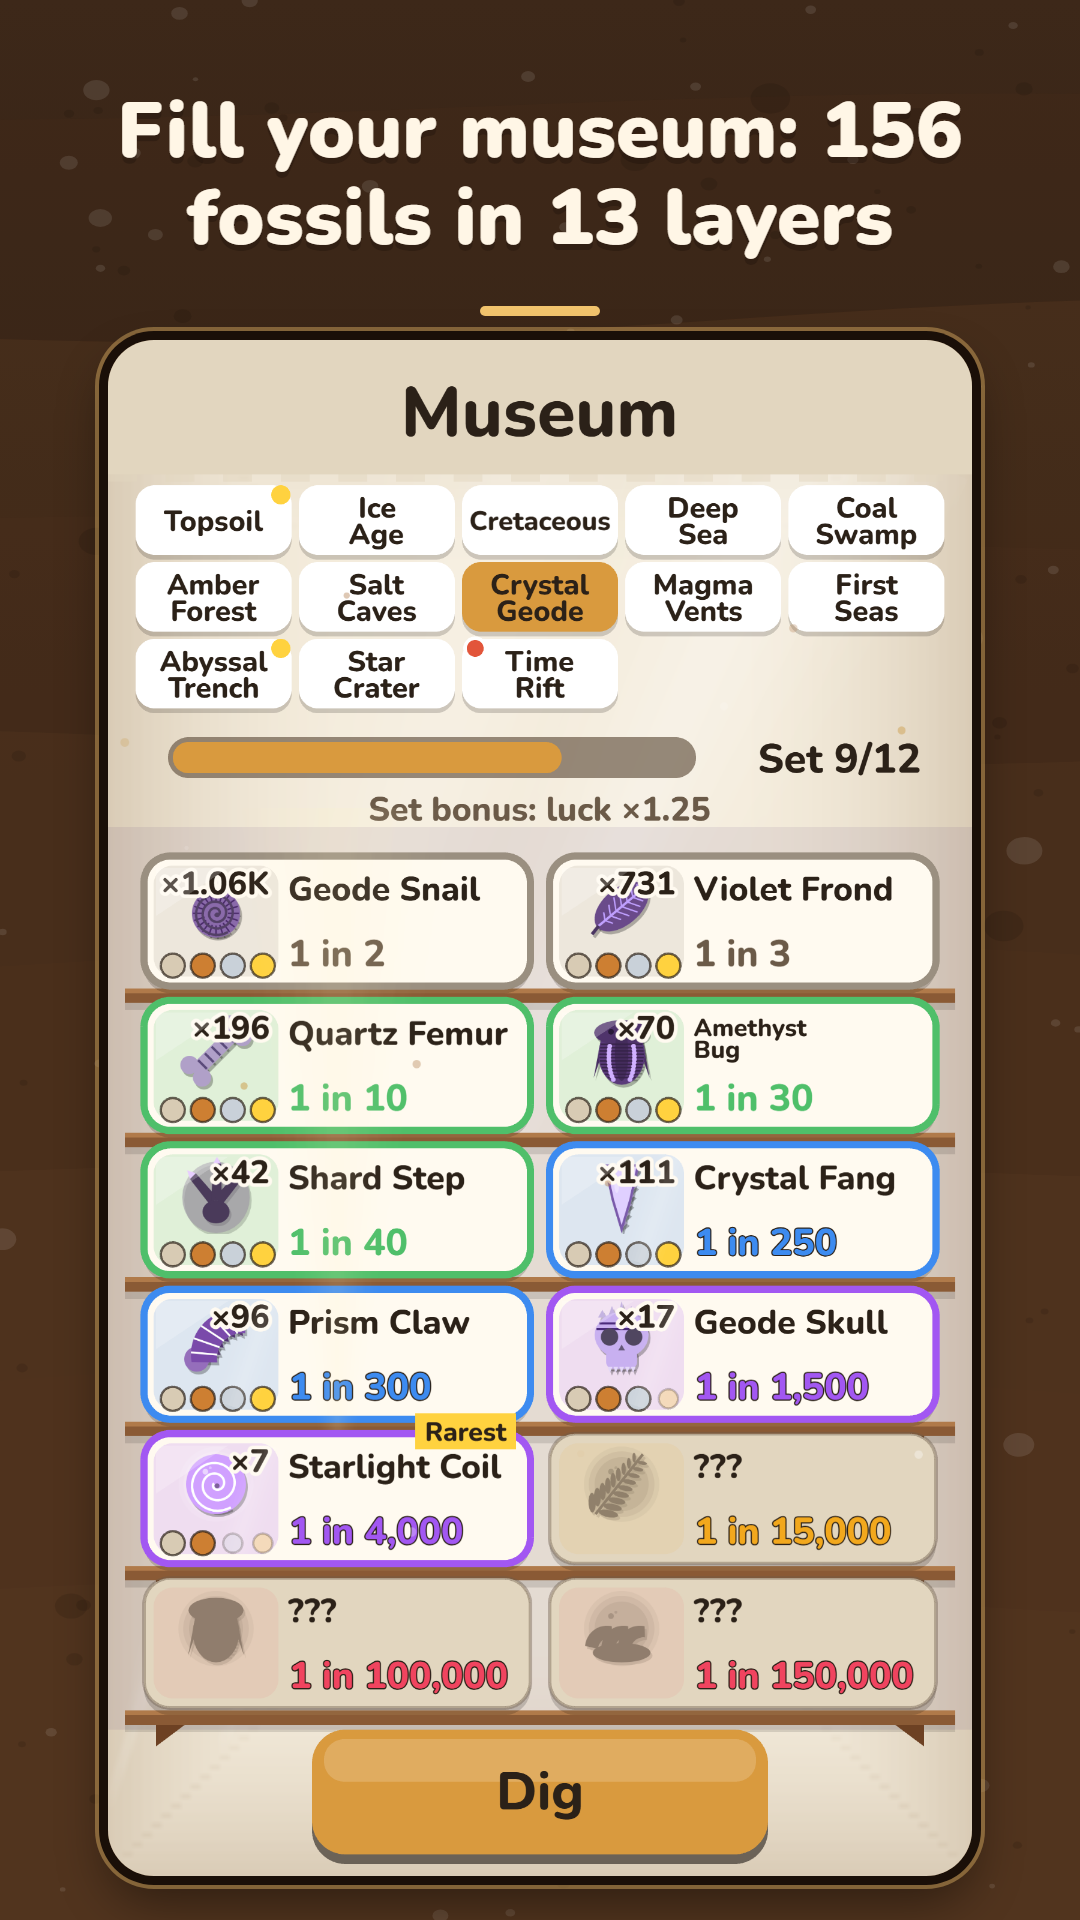 Fill your museum: 156
fossils in 13 layers
Museum
Topsoil
Ice
Age
Cretaceous
Deep
Sea
Coal
Swamp
Amber
Forest
Salt
Caves
Crystal
Geode
Magma
Vents
First
Seas
Abyssal
Trench
Star
Crater
Time
Rift
Set 9/12
Set bonus: luck ×1.25
×1.06K
Geode Snail
1 in 2
×731
Violet Frond
1 in 3
×196
Quartz Femur
1 in 10
×70
Amethyst
Bug
1 in 30
×42
Shard Step
1 in 40
×111
Crystal Fang
1 in 250
×96
Prism Claw
1 in 300
×17
Geode Skull
1 in 1,500
Rarest
×7
Starlight Coil
1 in 4,000
???
1 in 15,000
???
1 in 100,000
???
1 in 150,000
Dig